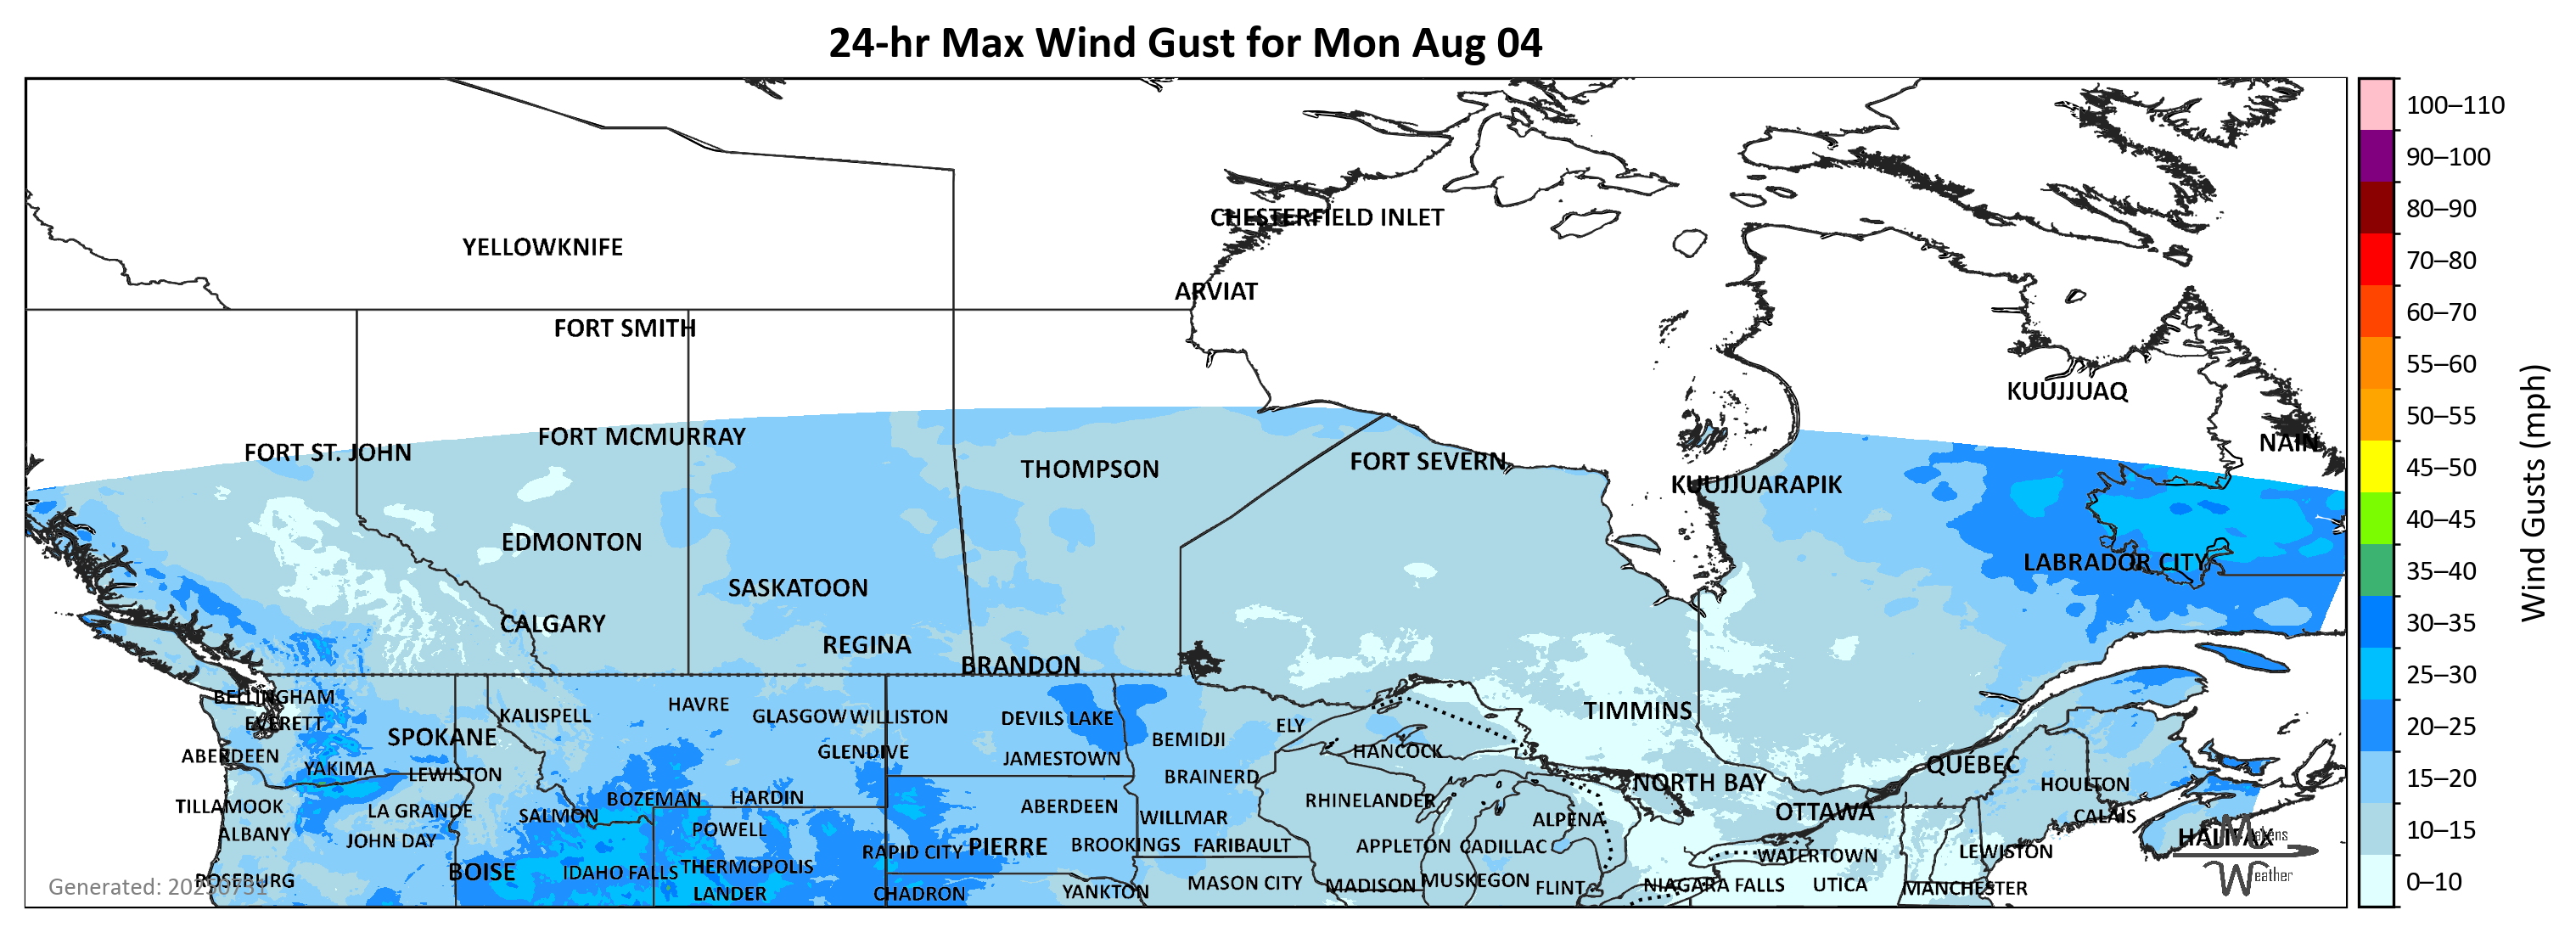 24-hr Max Wind Gust for Mon Aug 04
100–110
90–100
CHESTERFIELD INLET
80–90
YELLOWKNIFE
70–80
ARVIAT
60–70
FORT SMITH
55–60
KUUJJUAQ
50–55
FORT MCMURRAY
NAIN
FORT ST. JOHN
FORT SEVERN
THOMPSON
45–50
KUUJJUARAPIK
40–45
Wind Gusts (mph)
EDMONTON
LABRADOR CITY
35–40
SASKATOON
CALGARY
30–35
REGINA
BRANDON
25–30
BELLINGHAM
HAVRE
TIMMINS
KALISPELL
GLASGOW
WILLISTON
DEVILS LAKE
EVERETT
ELY
20–25
SPOKANE
BEMIDJI
GLENDIVE
HANCOCK
ABERDEEN
JAMESTOWN
QUEBEC
YAKIMA
LEWISTON
BRAINERD
15–20
NORTH BAY
HOULTON
BOZEMAN
HARDIN
RHINELANDER
TILLAMOOK
ABERDEEN
LA GRANDE
OTTAWA
SALMON
WILLMAR
CALAIS
ALPENA
POWELL
10–15
ALBANY
HALIFAX
Makens
JOHN DAY
PIERRE
BROOKINGS
FARIBAULT
APPLETON
CADILLAC
RAPID CITY
LEWISTON
WATERTOWN
THERMOPOLIS
BOISE
IDAHO FALLS
Weather
ROSEBURG
MUSKEGON
MASON CITY
MADISON
0–10
NIAGARA FALLS
UTICA
Generated: 20250731
FLINT
MANCHESTER
YANKTON
LANDER
CHADRON